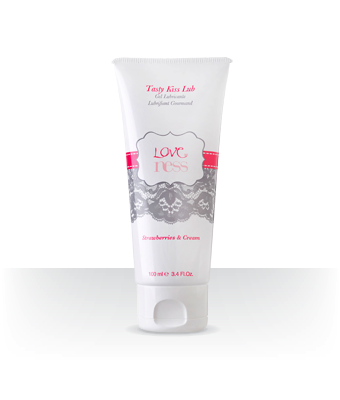 Tasty Kiss Lub
Gel Lubricante
Lubrifiant Gourmand
LOVE
ness
Strawberries & Cream
100 ml ℮ 3.4 Fl.Oz.